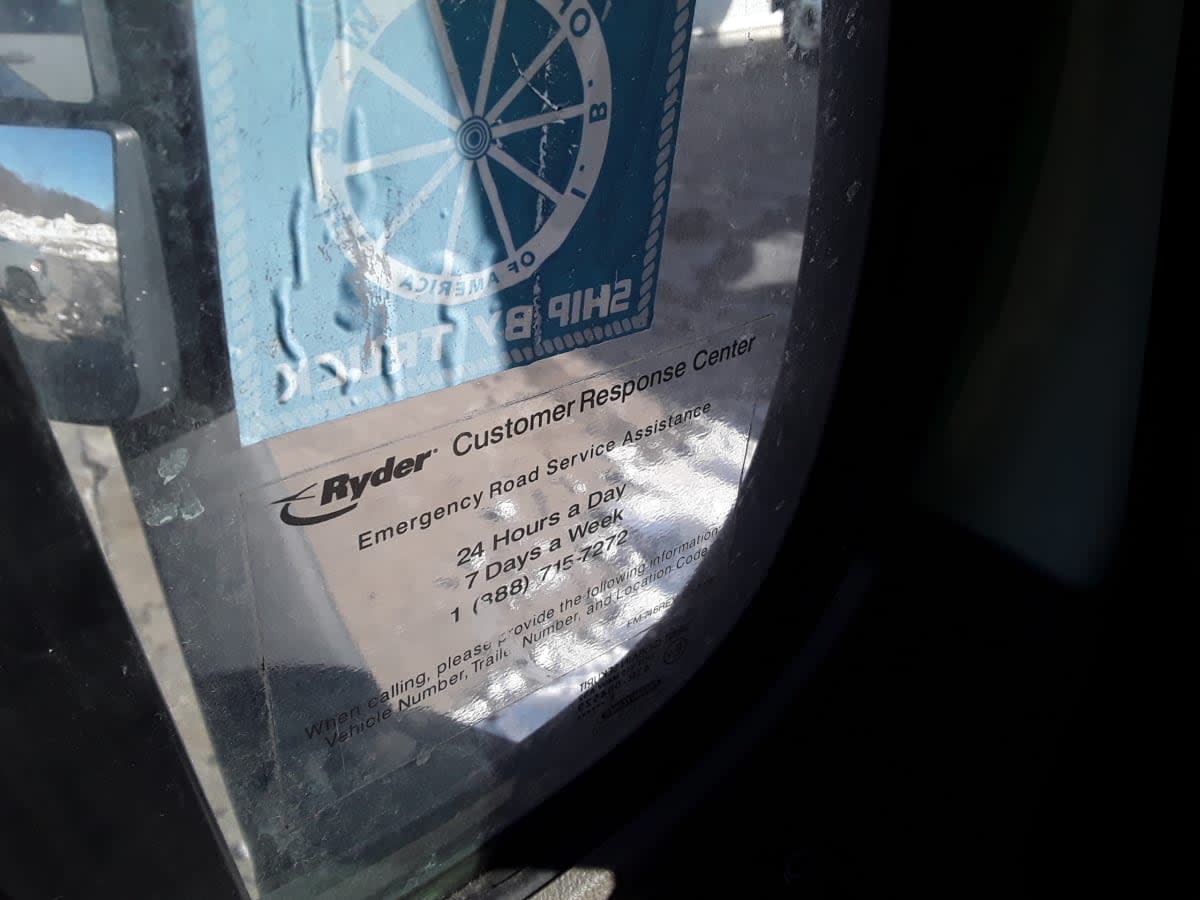 OF AMERICA
SHIP BY TRUCK
Ryder Customer Response Center
Emergency Road Service Assistance
24 Hours a Day
7 Days a Week
1 (888) 715-7272
When calling, please provide the following information
Vehicle Number, Trailer Number, and Location Code